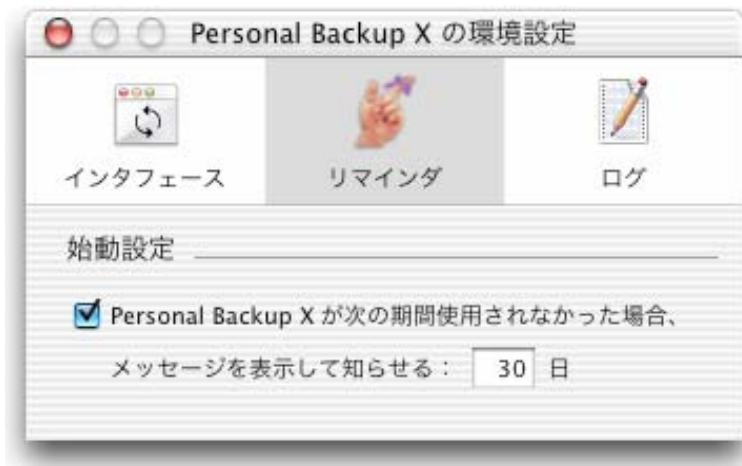 Personal Backup X の環境設定
インタフェース
リマインダ
ログ
始動設定
Personal Backup X が次の期間使用されなかった場合、
メッセージを表示して知らせる： 30 日